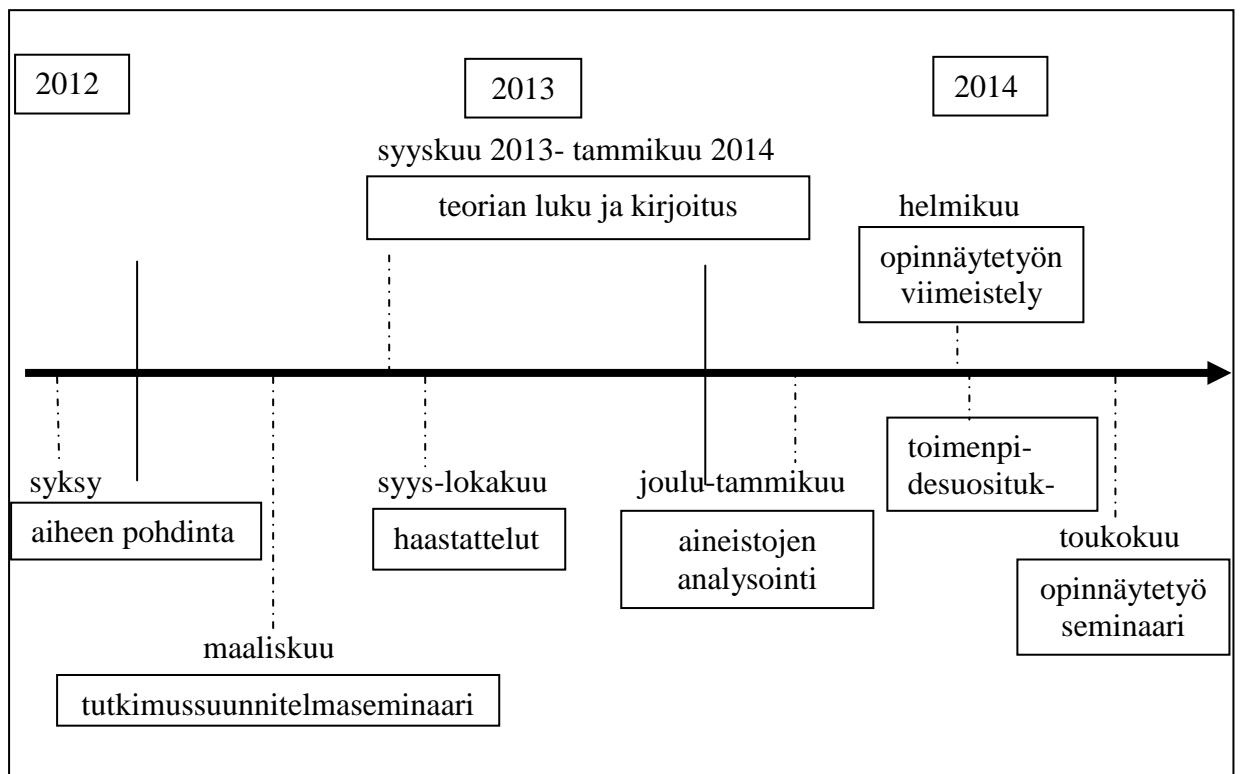 2012
2013
2014
syyskuu 2013- tammikuu 2014
teorian luku ja kirjoitus
helmikuu
opinnäytetyön
viimeistely
syksy
aiheen pohdinta
syys-lokakuu
haastattelut
joulu-tammikuu
aineistojen
analysointi
toimenpi-
desuosituk-
toukokuu
opinnäytetyö
seminaari
maaliskuu
tutkimussuunnitelmaseminaari